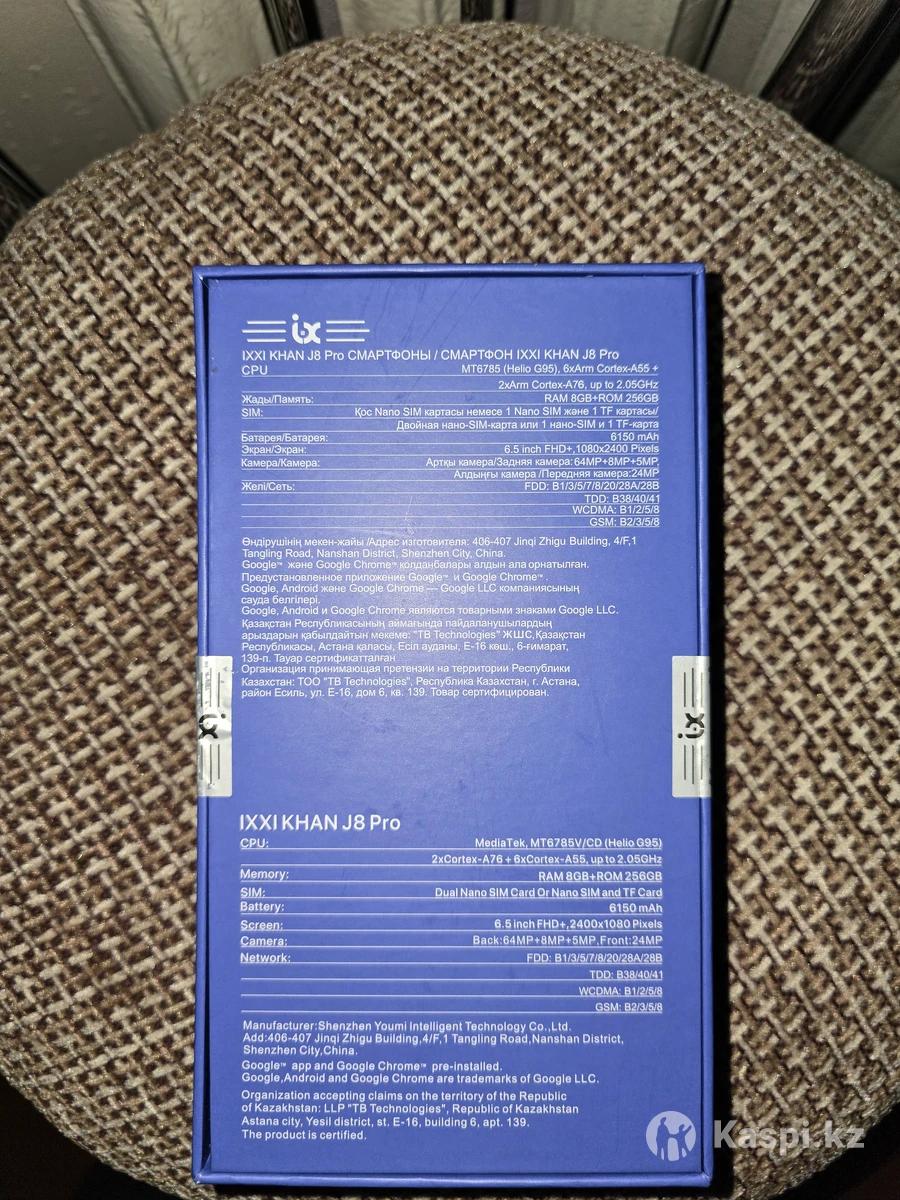 ix
IXXI KHAN J8 Pro СМАРТФОНЫ / СМАРТФОН IXXI KHAN J8 Pro
CPU MT6785 (Helio G95), 6xArm Cortex-A55 +
2xArm Cortex-A76, up to 2.05GHz
Жады/Память: RAM 8GB+ROM 256GB
SIM: Қос Nano SIM картасы немесе 1 Nano SIM және 1 TF картасы/
Двойная нано-SIM-карта или 1 нано-SIM и 1 TF-карта
Батарея/Батарея: 6150 mAh
Экран/Экран: 6.5 inch FHD+,1080x2400 Pixels
Камера/Камера: Артқы камера/Задняя камера:64MP+8MP+5MP,
Алдыңғы камера /Передняя камера:24MP
Желі/Сеть: FDD: B1/3/5/7/8/20/28A/28B
TDD: B38/40/41
WCDMA: B1/2/5/8
GSM: B2/3/5/8
Өндірушінің мекен-жайы /Адрес изготовителя: 406-407 Jinqi Zhigu Building, 4/F,1
Tangling Road, Nanshan District, Shenzhen City, China.
Google™ және Google Chrome™ қолданбалары алдын ала орнатылған.
Предустановленное приложение Google™ и Google Chrome™.
Google, Android және Google Chrome — Google LLC компаниясының
сауда белгілері.
Google, Android и Google Chrome являются товарными знаками Google LLC.
Қазақстан Республикасының аймағында пайдаланушылардың
арыздарын қабылдайтын мекеме: "TB Technologies" ЖШС,Қазақстан
Республикасы, Астана қаласы, Есіл ауданы, Е-16 көш., 6-ғимарат,
139-п. Тауар сертификатталған
Организация принимающая претензии на территории Республики
Казахстан: ТОО "TB Technologies", Республика Казахстан, г. Астана,
район Есиль, ул. Е-16, дом 6, кв. 139. Товар сертифицирован.
ix
ix
IXXI KHAN J8 Pro
CPU: MediaTek, MT6785V/CD (Helio G95)
2xCortex-A76 + 6xCortex-A55, up to 2.05GHz
Memory: RAM 8GB+ROM 256GB
SIM: Dual Nano SIM Card Or Nano SIM and TF Card
Battery: 6150 mAh
Screen: 6.5 inch FHD+,2400x1080 Pixels
Camera: Back:64MP+8MP+5MP,Front:24MP
Network: FDD: B1/3/5/7/8/20/28A/28B
TDD: B38/40/41
WCDMA: B1/2/5/8
GSM: B2/3/5/8
Manufacturer:Shenzhen Youmi Intelligent Technology Co.,Ltd.
Add:406-407 Jinqi Zhigu Building,4/F,1 Tangling Road,Nanshan District,
Shenzhen City,China.
Google™ app and Google Chrome™ pre-installed.
Google,Android and Google Chrome are trademarks of Google LLC.
Organization accepting claims on the territory of the Republic
of Kazakhstan: LLP "TB Technologies", Republic of Kazakhstan
Astana city, Yesil district, st. E-16, building 6, apt. 139.
The product is certified.
Kaspi.kz